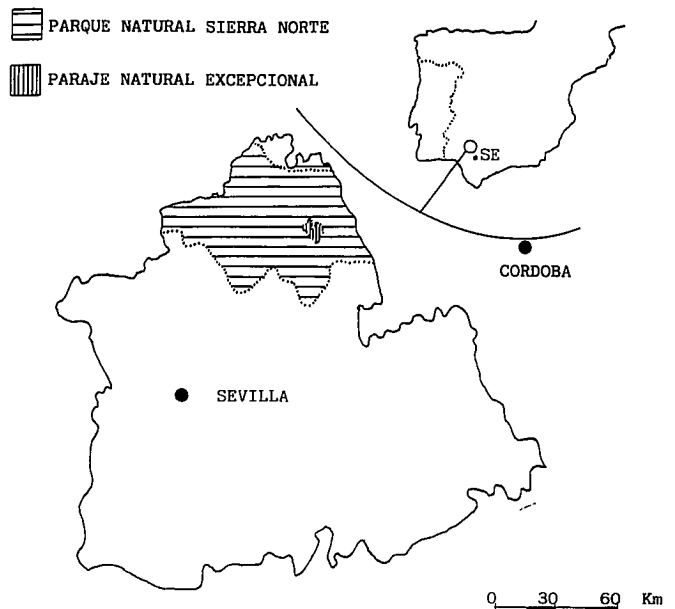 PARQUE NATURAL SIERRA NORTE
PARAJE NATURAL EXCEPCIONAL
SE
CORDOBA
SEVILLA
0 30 60 Km